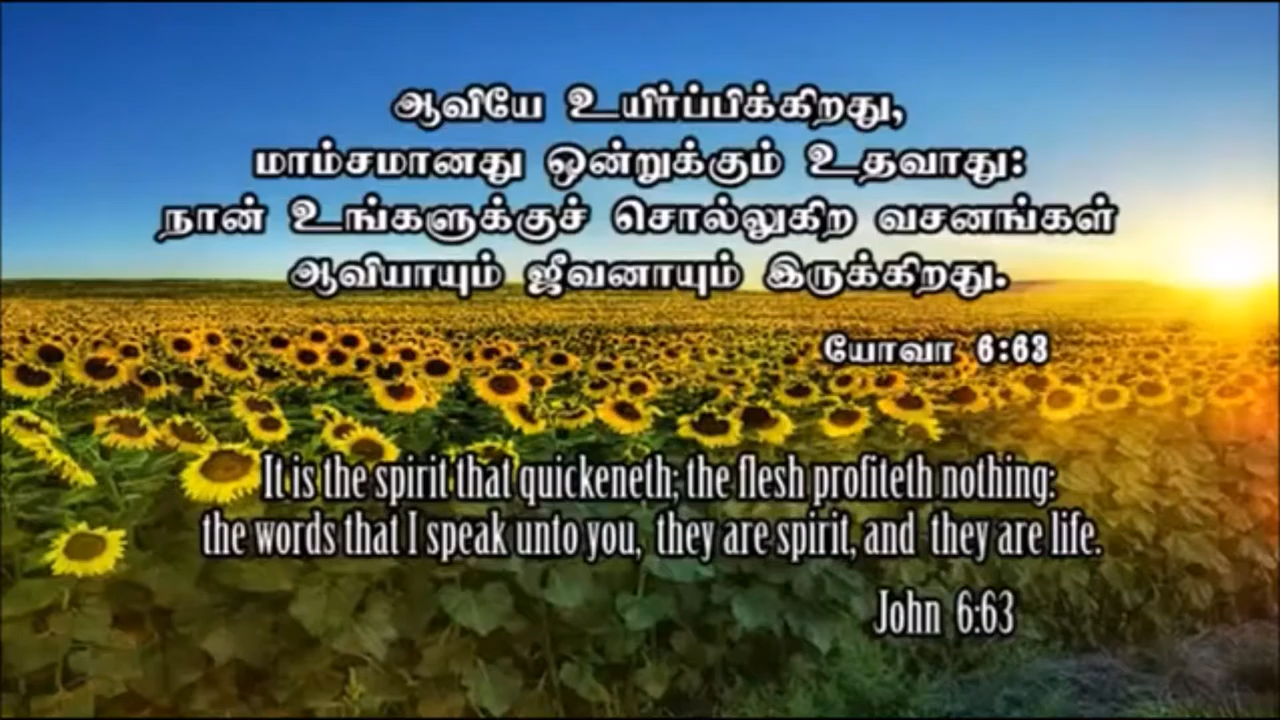 ஆவியே உயிர்ப்பிக்கிறது,
மாம்சமானது ஒன்றுக்கும் உதவாது:
நான் உங்களுக்குச் சொல்லுகிற வசனங்கள்
ஆவியாயும் ஜீவனாயும் இருக்கிறது.
யோவா 6:63
It is the spirit that quickeneth; the flesh profiteth nothing:
the words that I speak unto you, they are spirit, and they are life.
John 6:63